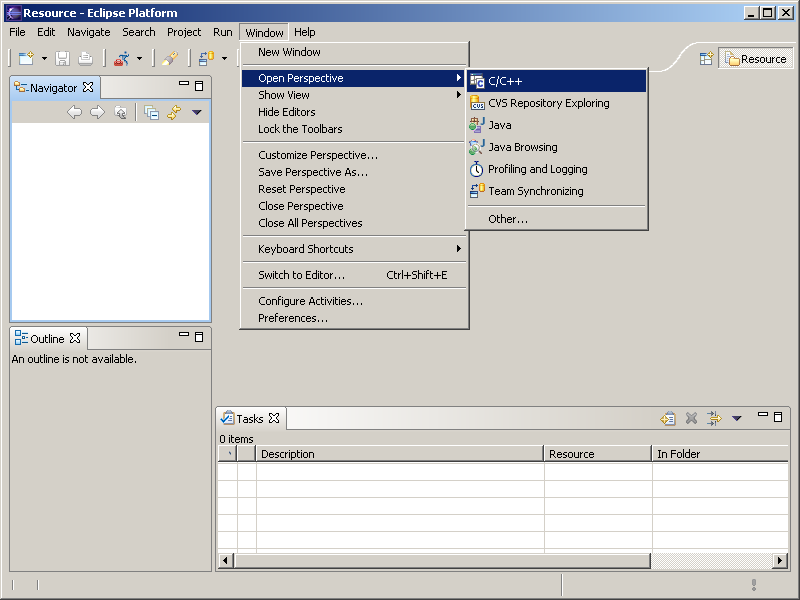 Resource - Eclipse Platform
File Edit Navigate Search Project Run Window Help
Resource
Navigator
New Window
Open Perspective
Show View
Hide Editors
Lock the Toolbars
Customize Perspective...
Save Perspective As...
Reset Perspective
Close Perspective
Close All Perspectives
Keyboard Shortcuts
Switch to Editor... Ctrl+Shift+E
Configure Activities...
Preferences...
C/C++
CVS Repository Exploring
Java
Java Browsing
Profiling and Logging
Team Synchronizing
Other...
Outline
An outline is not available.
Tasks
0 items
Description Resource In Folder